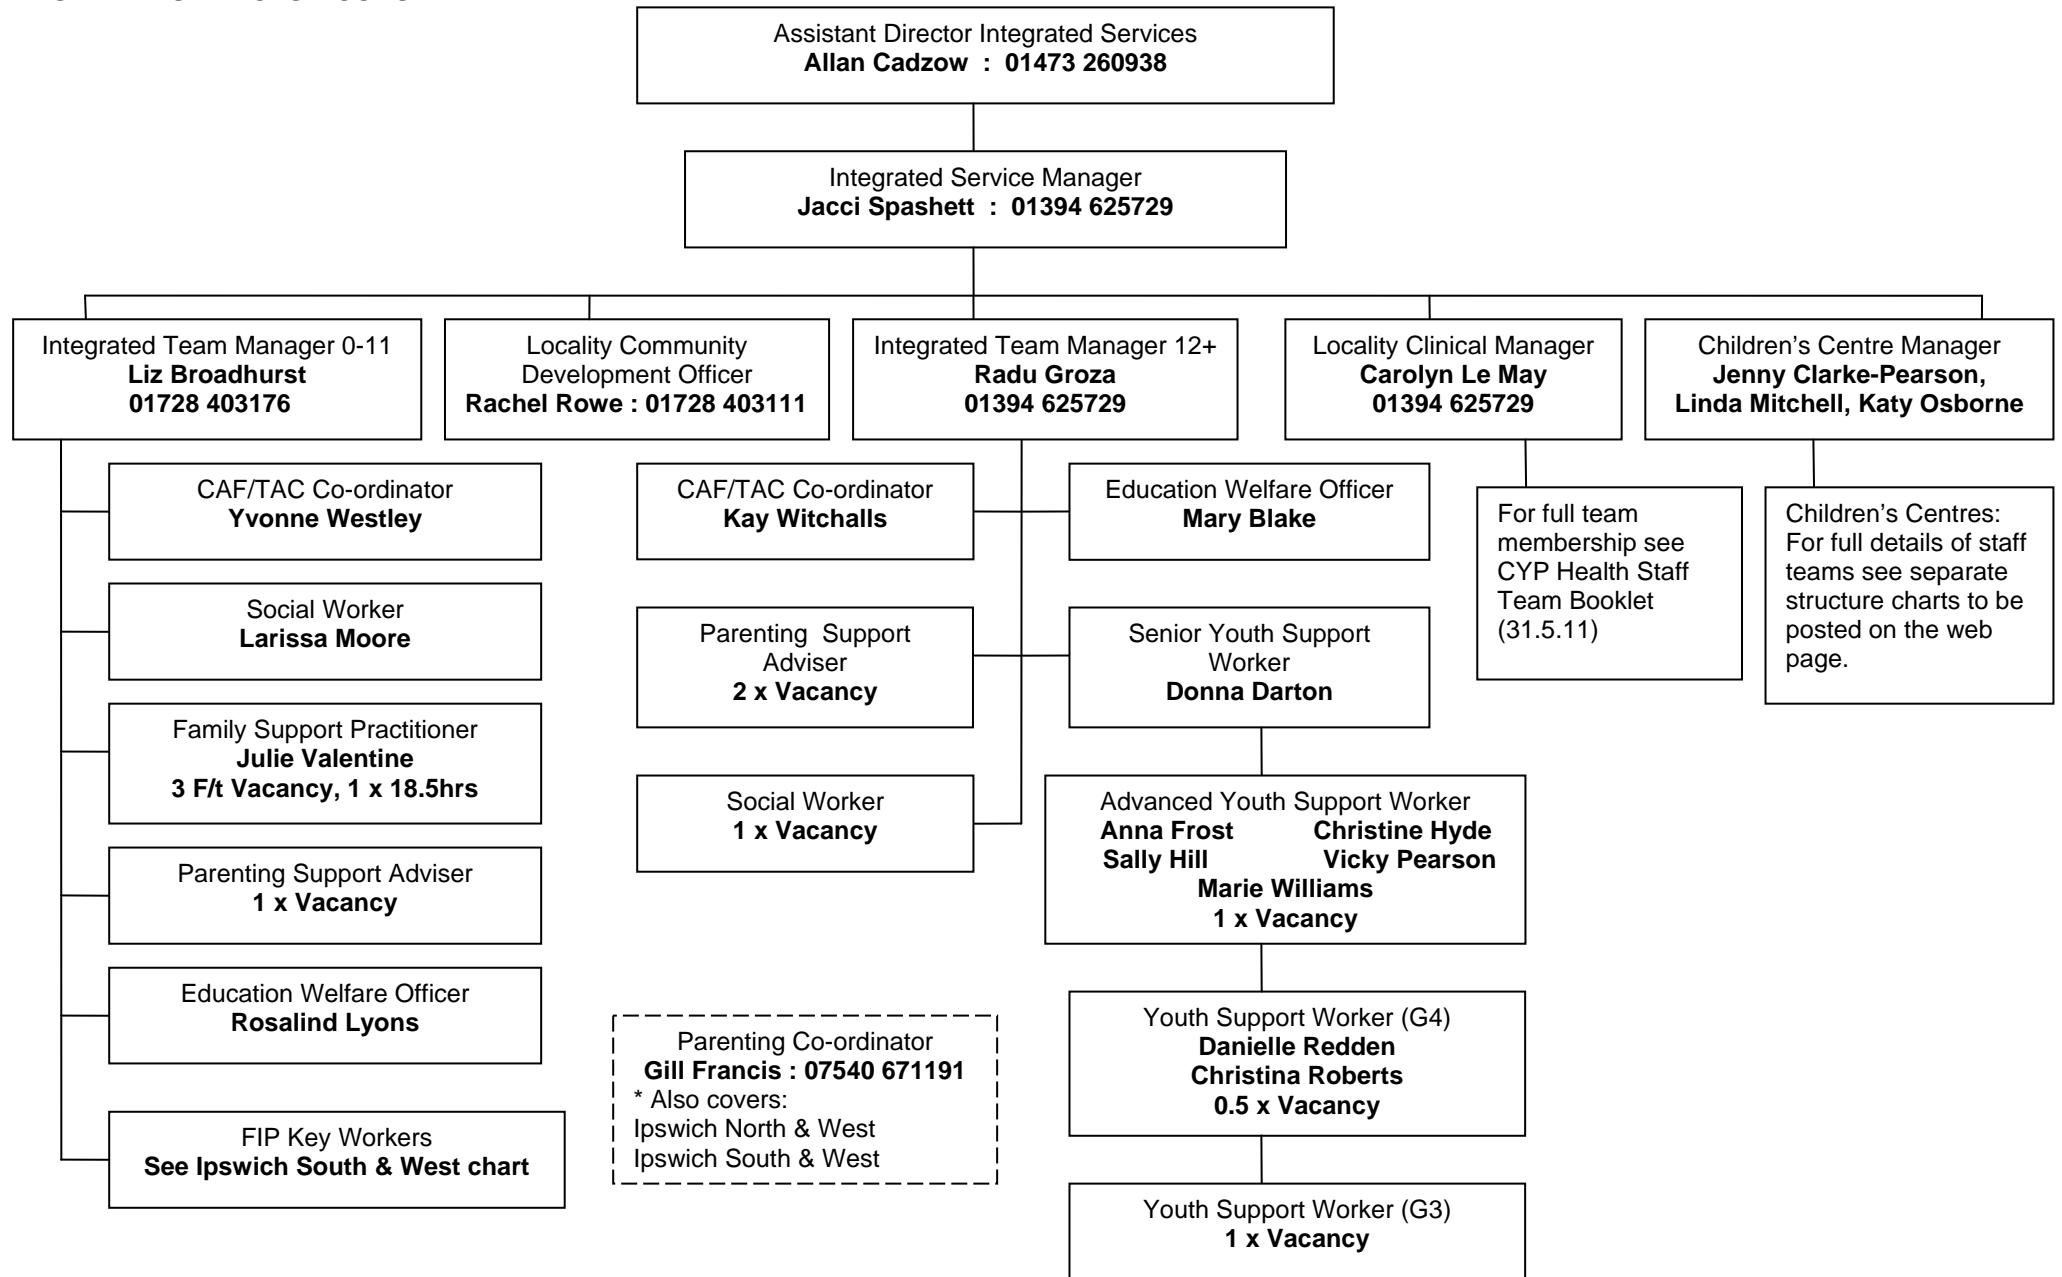 Assistant Director Integrated Services
Allan Cadzow : 01473 260938
Integrated Service Manager
Jacci Spashett : 01394 625729
Integrated Team Manager 0-11
Liz Broadhurst
01728 403176
Locality Community
Development Officer
Rachel Rowe : 01728 403111
Integrated Team Manager 12+
Radu Groza
01394 625729
Locality Clinical Manager
Carolyn Le May
01394 625729
Children's Centre Manager
Jenny Clarke-Pearson,
Linda Mitchell, Katy Osborne
CAF/TAC Co-ordinator
Yvonne Westley
Social Worker
Larissa Moore
Family Support Practitioner
Julie Valentine
3 F/t Vacancy, 1 x 18.5hrs
Parenting Support Adviser
1 x Vacancy
Education Welfare Officer
Rosalind Lyons
FIP Key Workers
See Ipswich South & West chart
CAF/TAC Co-ordinator
Kay Witchalls
Education Welfare Officer
Mary Blake
Parenting Support
Adviser
2 x Vacancy
Senior Youth Support
Worker
Donna Darton
Social Worker
1 x Vacancy
Advanced Youth Support Worker
Anna Frost Christine Hyde
Sally Hill Vicky Pearson
Marie Williams
1 x Vacancy
Youth Support Worker (G4)
Danielle Redden
Christina Roberts
0.5 x Vacancy
Youth Support Worker (G3)
1 x Vacancy
Parenting Co-ordinator
Gill Francis : 07540 671191
* Also covers:
Ipswich North & West
Ipswich South & West
For full team
membership see
CYP Health Staff
Team Booklet
(31.5.11)
Children's Centres:
For full details of staff
teams see separate
structure charts to be
posted on the web
page.